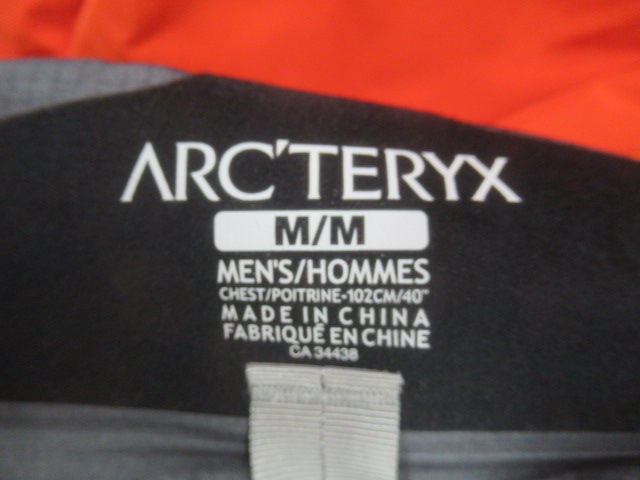 ARC'TERYX
M/M
MEN'S/HOMMES
CHEST/POITRINE-102CM/40"
MADE IN CHINA
FABRIQUÉ EN CHINE
CA 34438